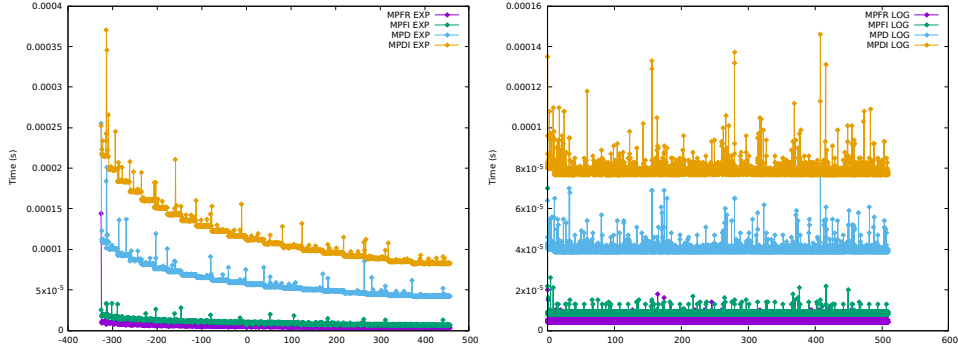 0.0004
0.00035
0.0003
0.00025
0.0002
0.00015
0.0001
5x10-5
0
Time (s)
-400 -300 -200 -100 0 100 200 300 400 500
MPFR EXP
MPFI EXP
MPD EXP
MPDI EXP
0.00016
0.00014
0.00012
0.0001
8x10-5
6x10-5
4x10-5
2x10-5
0
Time (s)
0 100 200 300 400 500 600
MPFR LOG
MPFI LOG
MPD LOG
MPDI LOG